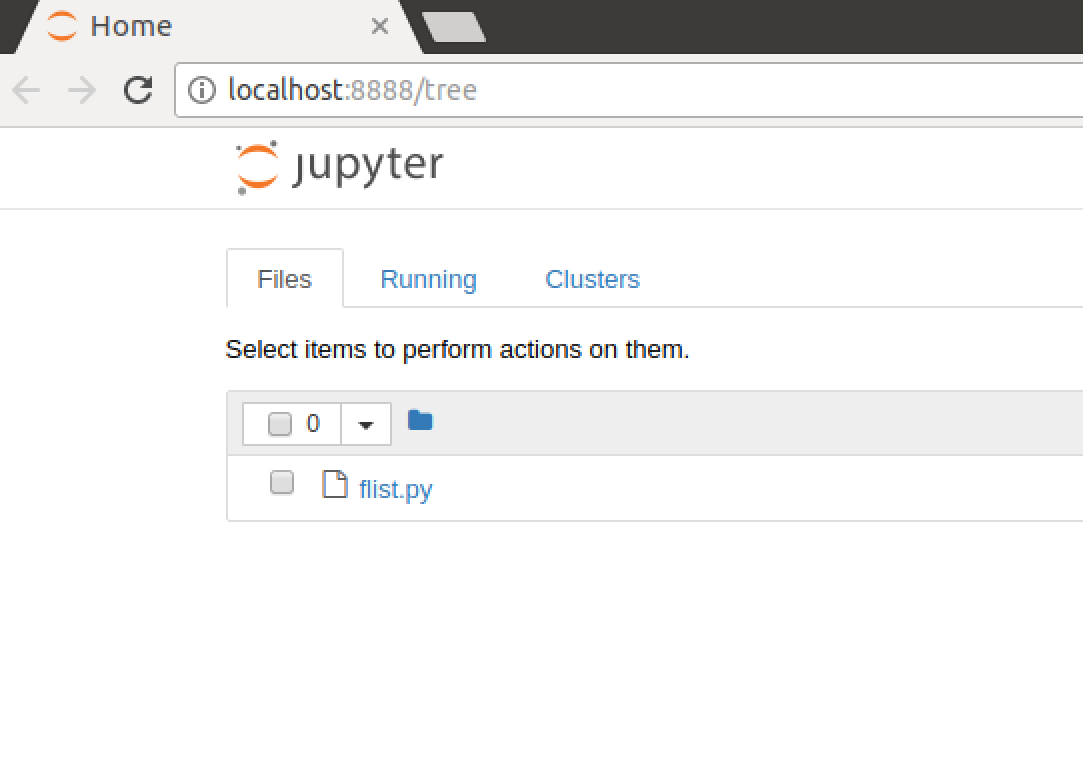 Home
localhost:8888/tree
jupyter
Files Running Clusters
Select items to perform actions on them.
0
flist.py